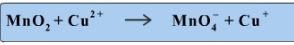 MnO₂ + Cu²⁺ ⟶ MnO₄⁻ + Cu⁺